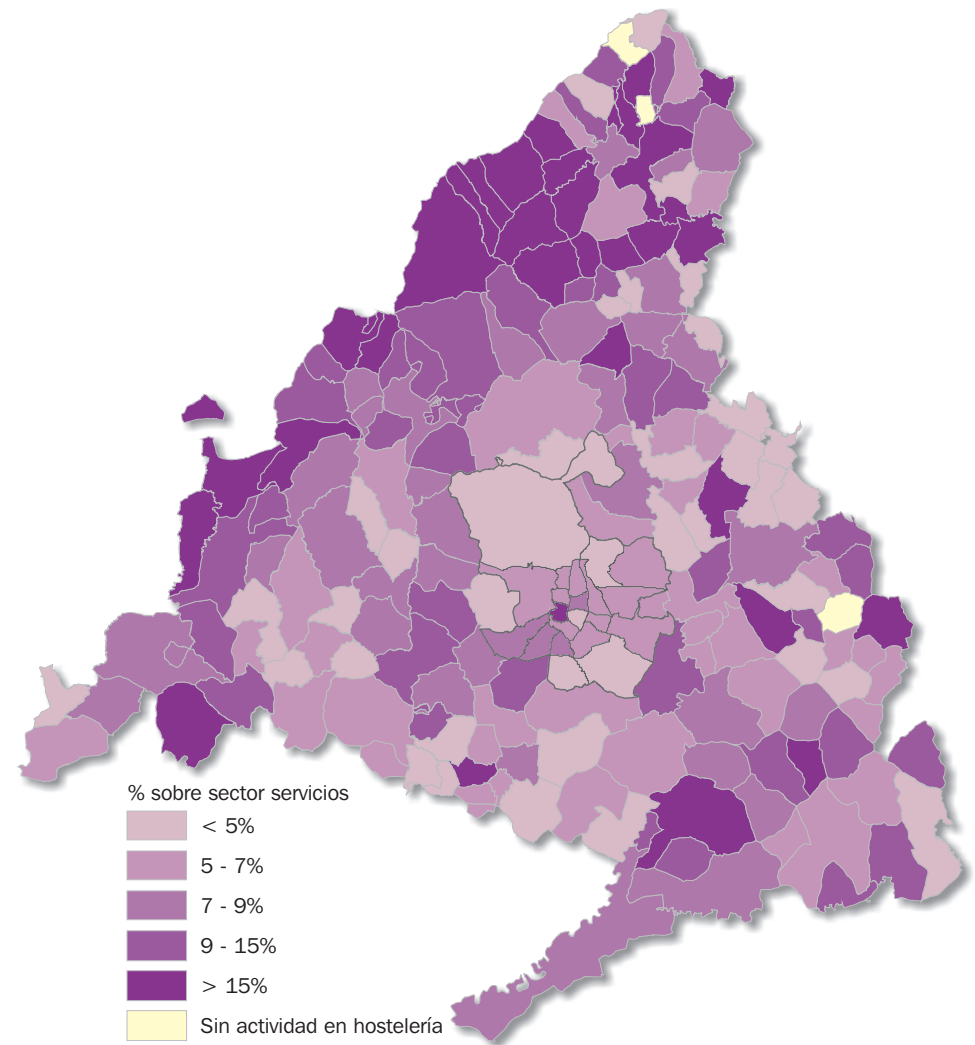 % sobre sector servicios
< 5%
5 - 7%
7 - 9%
9 - 15%
> 15%
Sin actividad en hostelería